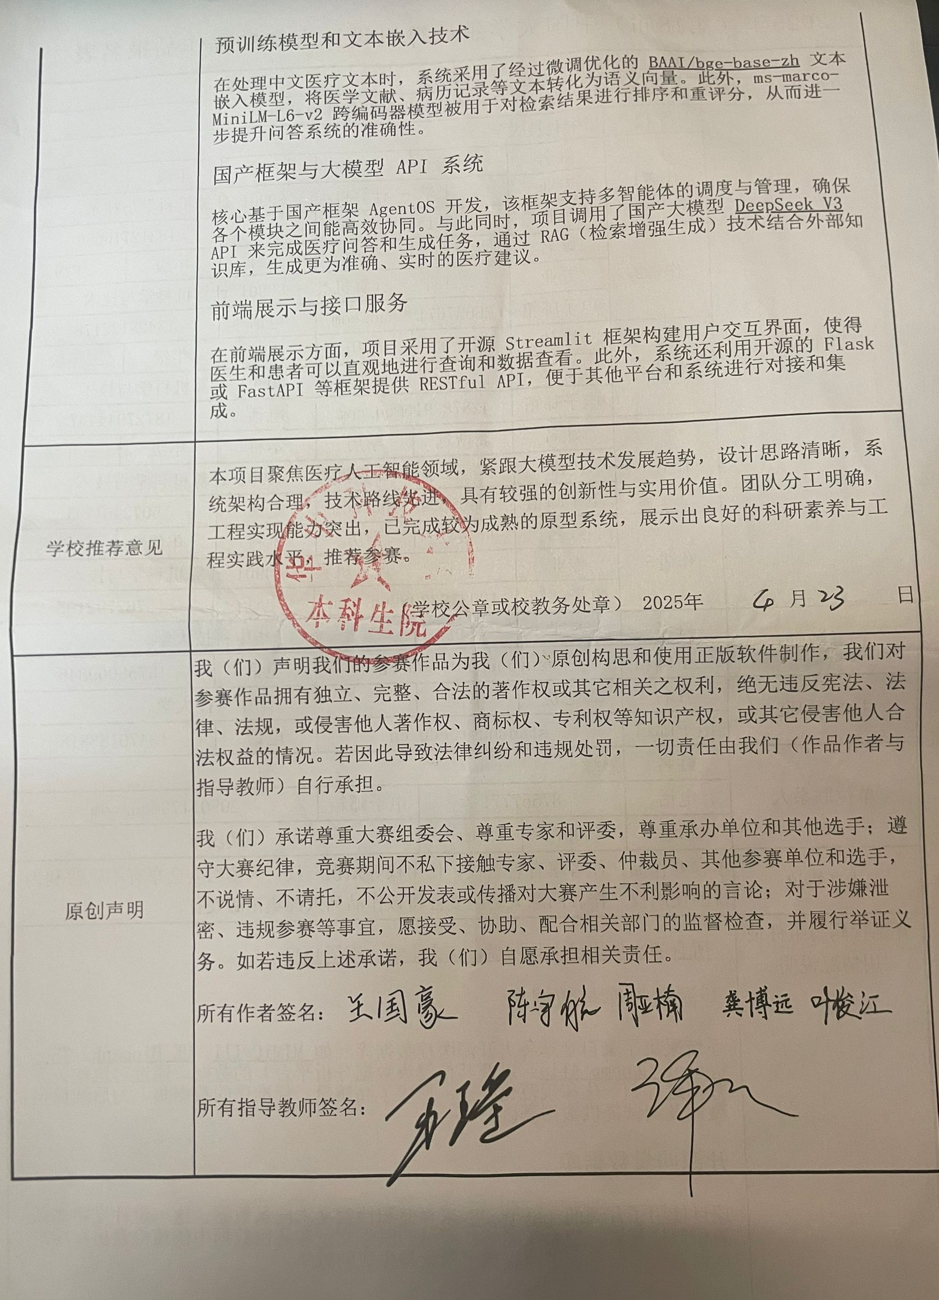 预训练模型和文本嵌入技术
在处理中文医疗文本时，系统采用了经过微调优化的 BAAI/bge-base-zh 文本
嵌入模型，将医学文献、病历记录等文本转化为语义向量。此外，ms-marco-
MiniLM-L6-v2 跨编码器模型被用于对检索结果进行排序和重评分，从而进一
步提升问答系统的准确性。
国产框架与大模型 API 系统
核心基于国产框架 AgentOS 开发，该框架支持多智能体的调度与管理，确保
各个模块之间能高效协同。与此同时，项目调用了国产大模型 DeepSeek V3
API 来完成医疗问答和生成任务，通过 RAG（检索增强生成）技术结合外部知
识库，生成更为准确、实时的医疗建议。
前端展示与接口服务
在前端展示方面，项目采用了开源 Streamlit 框架构建用户交互界面，使得
医生和患者可以直观地进行查询和数据查看。此外，系统还利用开源的 Flask
或 FastAPI 等框架提供 RESTful API，便于其他平台和系统进行对接和集
成。
学校推荐意见
本项目聚焦医疗人工智能领域，紧跟大模型技术发展趋势，设计思路清晰，系
统架构合理，技术路线先进，具有较强的创新性与实用价值。团队分工明确，
工程实现能力突出，已完成较为成熟的原型系统，展示出良好的科研素养与工
程实践水平，推荐参赛。
本科生院
（学校公章或校教务处章） 2025年 4 月 23 日
原创声明
我（们）声明我们的参赛作品为我（们）原创构思和使用正版软件制作，我们对
参赛作品拥有独立、完整、合法的著作权或其它相关之权利，绝无违反宪法、法
律、法规，或侵害他人著作权、商标权、专利权等知识产权，或其它侵害他人合
法权益的情况。若因此导致法律纠纷和违规处罚，一切责任由我们（作品作者与
指导教师）自行承担。
我（们）承诺尊重大赛组委会、尊重专家和评委，尊重承办单位和其他选手；遵
守大赛纪律，竞赛期间不私下接触专家、评委、仲裁员、其他参赛单位和选手，
不说情、不请托，不公开发表或传播对大赛产生不利影响的言论；对于涉嫌泄
密、违规参赛等事宜，愿接受、协助、配合相关部门的监督检查，并履行举证义
务。如若违反上述承诺，我（们）自愿承担相关责任。
所有作者签名： 王国豪 陈宇航 周亚楠 龚博远 叶俊江
所有指导教师签名：